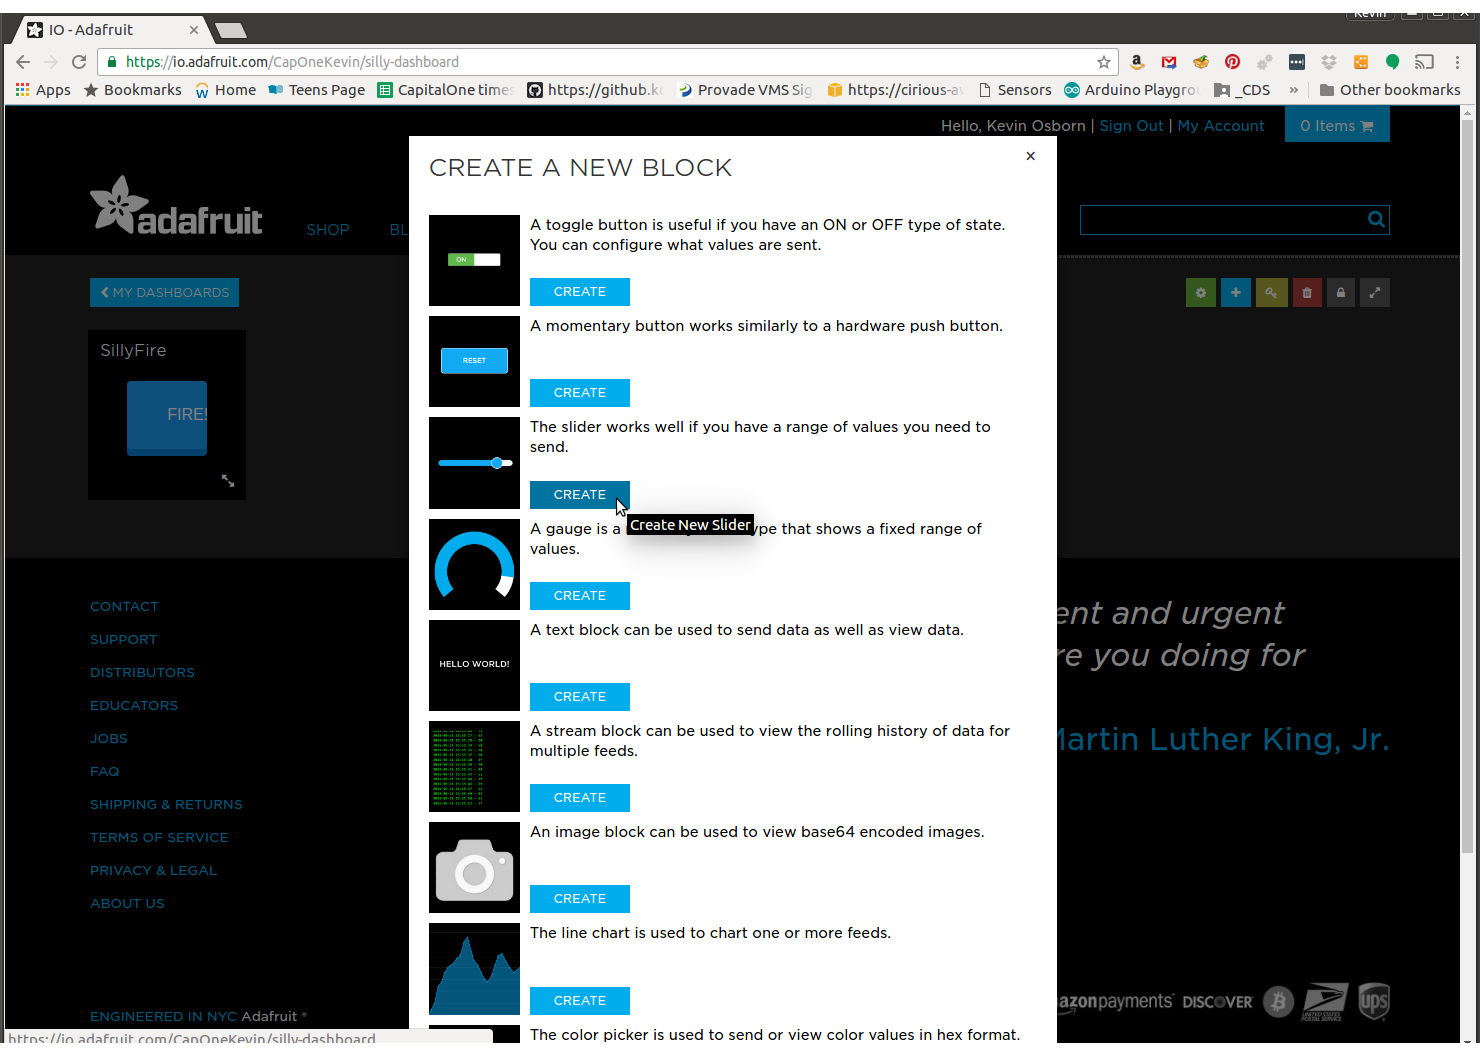 Kevin
IO - Adafruit
https://io.adafruit.com/CapOneKevin/silly-dashboard
Apps Bookmarks Home Teens Page CapitalOne time https://github.k Provade VMS Sig https://cirious-a Sensors Arduino Playgro _CDS » Other bookmarks
Hello, Kevin Osborn | Sign Out | My Account 0 Items
adafruit SHOP BL
MY DASHBOARDS
SillyFire
FIRE!
CREATE A NEW BLOCK
ON
A toggle button is useful if you have an ON or OFF type of state.
You can configure what values are sent.
CREATE
RESET
A momentary button works similarly to a hardware push button.
CREATE
The slider works well if you have a range of values you need to
send.
CREATE
Create New Slider
A gauge is a ype that shows a fixed range of
values.
CREATE
HELLO WORLD!
A text block can be used to send data as well as view data.
CREATE
A stream block can be used to view the rolling history of data for
multiple feeds.
CREATE
An image block can be used to view base64 encoded images.
CREATE
The line chart is used to chart one or more feeds.
CREATE
The color picker is used to send or view color values in hex format.
CONTACT
SUPPORT
DISTRIBUTORS
EDUCATORS
JOBS
FAQ
SHIPPING & RETURNS
TERMS OF SERVICE
PRIVACY & LEGAL
ABOUT US
ENGINEERED IN NYC Adafruit ®
ent and urgent
re you doing for
Martin Luther King, Jr.
azonpayments DISCOVER UNITED STATES POSTAL SERVICE ups
https://io.adafruit.com/CapOneKevin/silly-dashboard